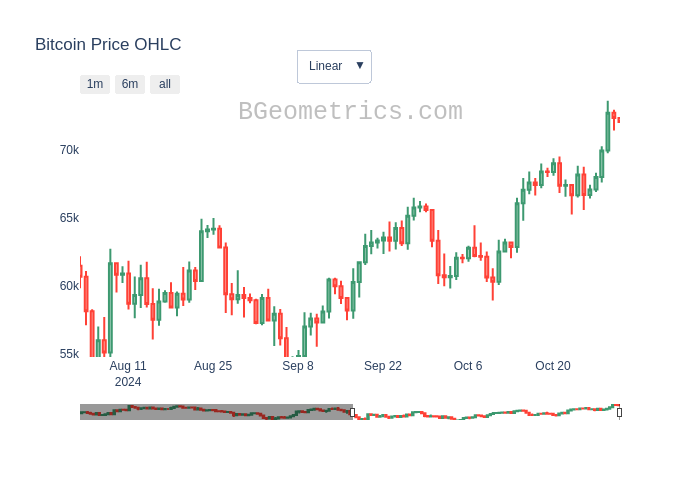 Bitcoin Price OHLC
Linear ▼
1m 6m all
BGeometrics.com
70k
65k
60k
55k
Aug 11 Aug 25 Sep 8 Sep 22 Oct 6 Oct 20
2024